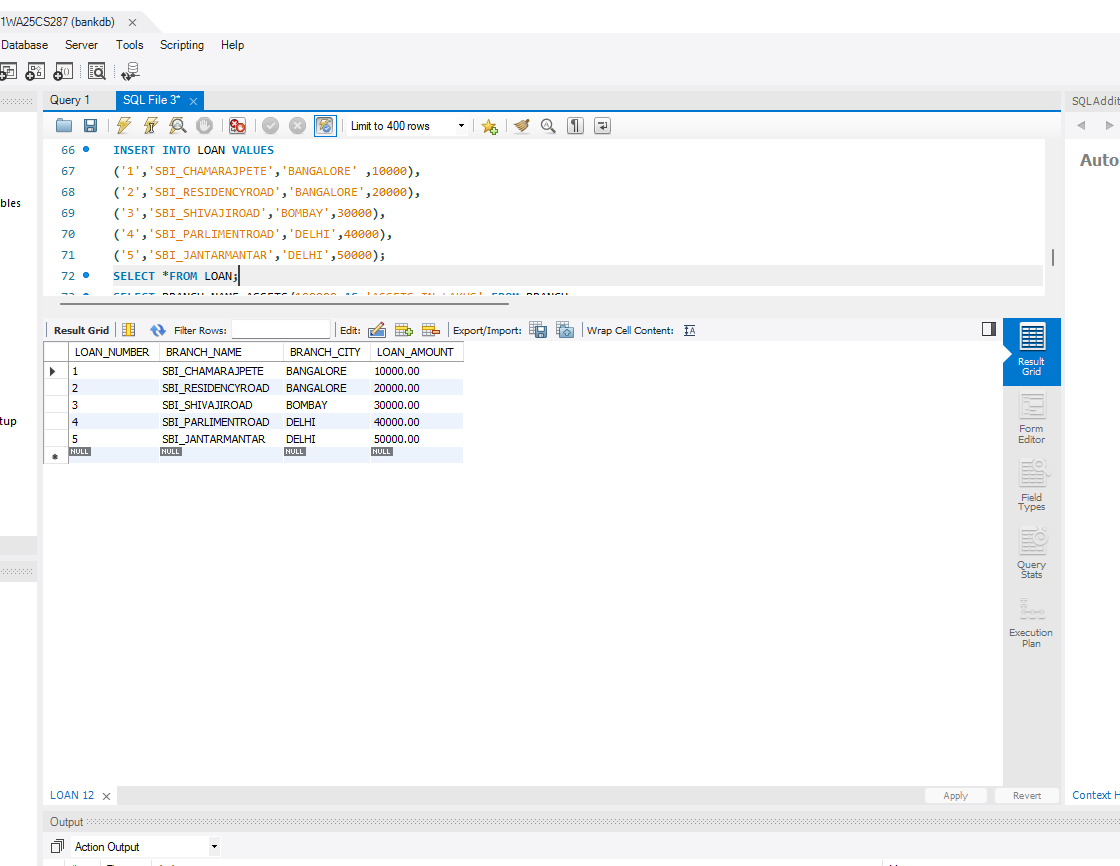 1WA25CS287 (bankdb)
Database Server Tools Scripting Help
Query 1 SQL File 3*
SQLAddit
Limit to 400 rows
Auto
bles
tup
66 INSERT INTO LOAN VALUES
67 ('1','SBI_CHAMARAJPETE','BANGALORE' ,10000),
68 ('2','SBI_RESIDENCYROAD','BANGALORE',20000),
69 ('3','SBI_SHIVAJIROAD','BOMBAY',30000),
70 ('4','SBI_PARLIMENTROAD','DELHI',40000),
71 ('5','SBI_JANTARMANTAR','DELHI',50000);
72 SELECT *FROM LOAN;
Result Grid Filter Rows: Edit: Export/Import: Wrap Cell Content:
LOAN_NUMBER BRANCH_NAME BRANCH_CITY LOAN_AMOUNT
1 SBI_CHAMARAJPETE BANGALORE 10000.00
2 SBI_RESIDENCYROAD BANGALORE 20000.00
3 SBI_SHIVAJIROAD BOMBAY 30000.00
4 SBI_PARLIMENTROAD DELHI 40000.00
5 SBI_JANTARMANTAR DELHI 50000.00
NULL NULL NULL NULL
Result
Grid
Form
Editor
Field
Types
Query
Stats
Execution
Plan
LOAN 12
Apply Revert
Context H
Output
Action Output